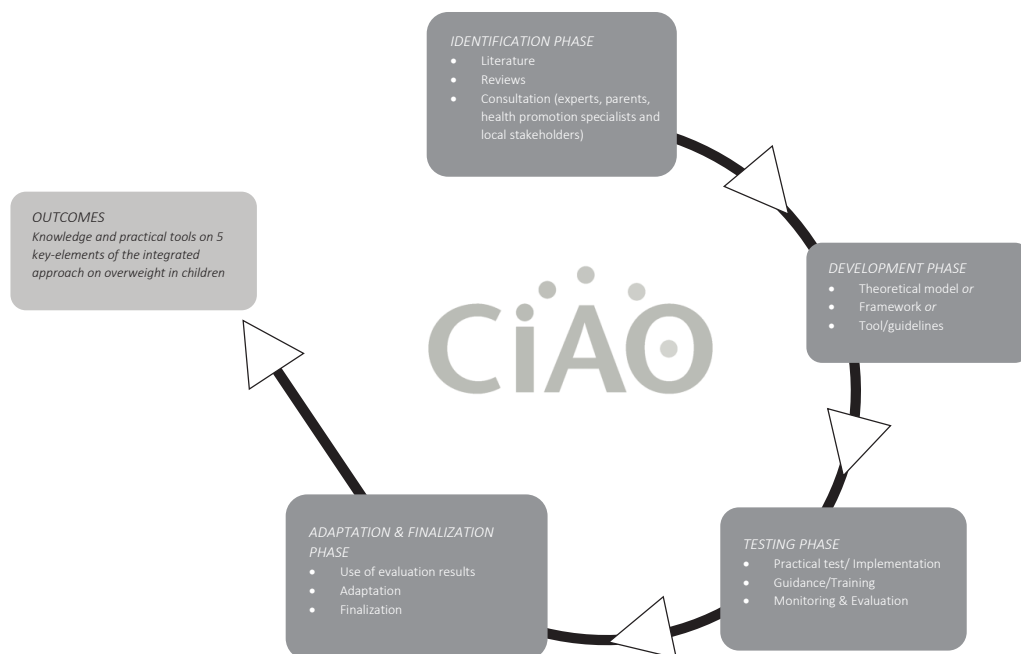 IDENTIFICATION PHASE
• Literature
• Reviews
• Consultation (experts, parents,
health promotion specialists and
local stakeholders)
OUTCOMES
Knowledge and practical tools on 5
key-elements of the integrated
approach on overweight in children
CiAO
DEVELOPMENT PHASE
• Theoretical model or
• Framework or
• Tool/guidelines
ADAPTATION & FINALIZATION
PHASE
• Use of evaluation results
• Adaptation
• Finalization
TESTING PHASE
• Practical test/ Implementation
• Guidance/Training
• Monitoring & Evaluation